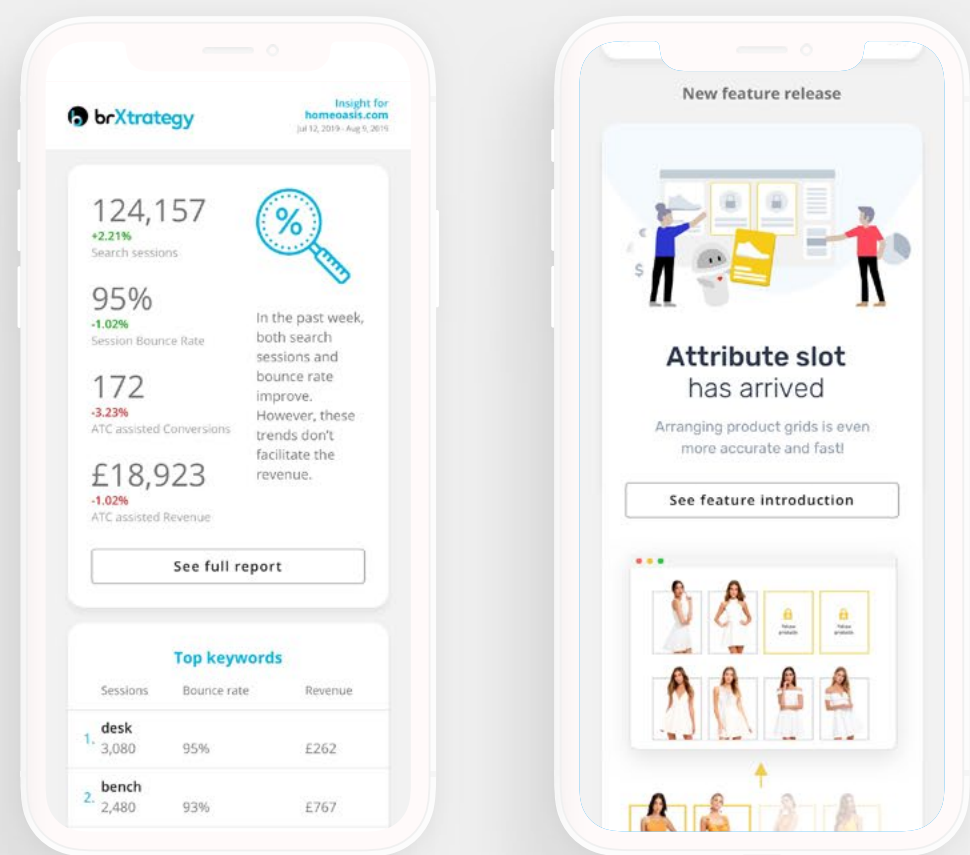 brXtrategy
Insight for
homeoasis.com
Jul 12, 2019 - Aug 9, 2019
124,157
+2.21%
Search sessions
95%
-1.02%
Session Bounce Rate
172
-3.23%
ATC assisted Conversions
£18,923
-1.02%
ATC assisted Revenue
%
In the past week,
both search
sessions and
bounce rate
improve.
However, these
trends don't
facilitate the
revenue.
See full report
Top keywords
Sessions Bounce rate Revenue
1. desk
3,080 95% £262
2. bench
2,480 93% £767
New feature release
€
$
Attribute slot
has arrived
Arranging product grids is even
more accurate and fast!
See feature introduction
Yellow
products
Yellow
products